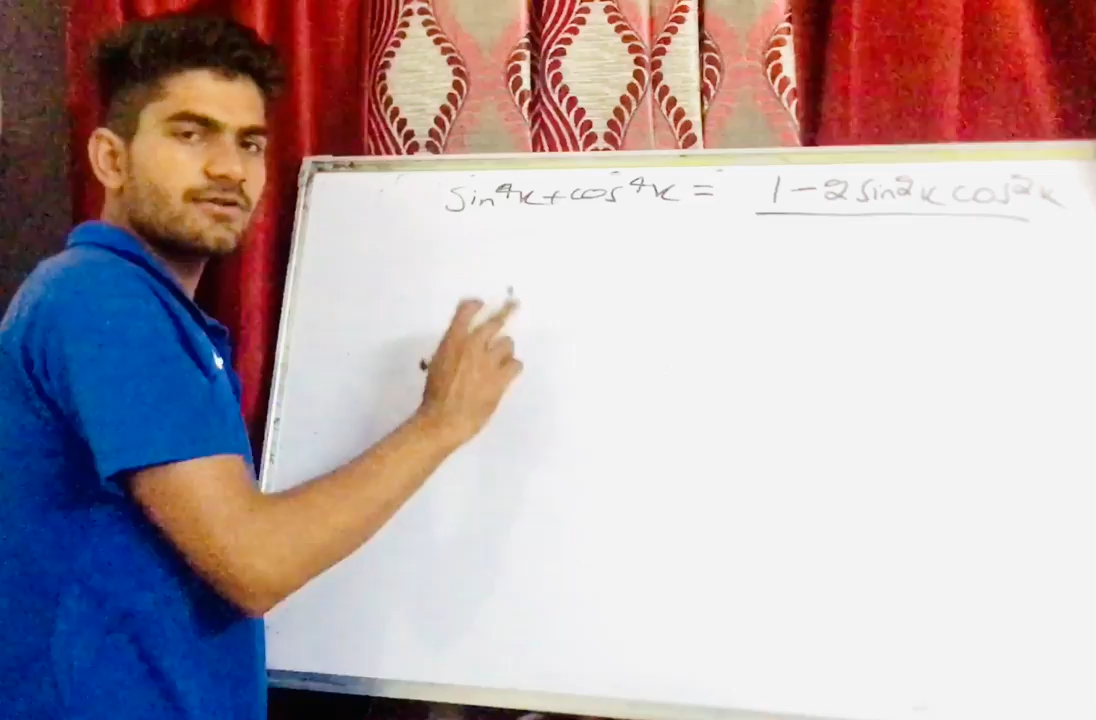 sin⁴x+cos⁴x = 1-2sin²x cos²x